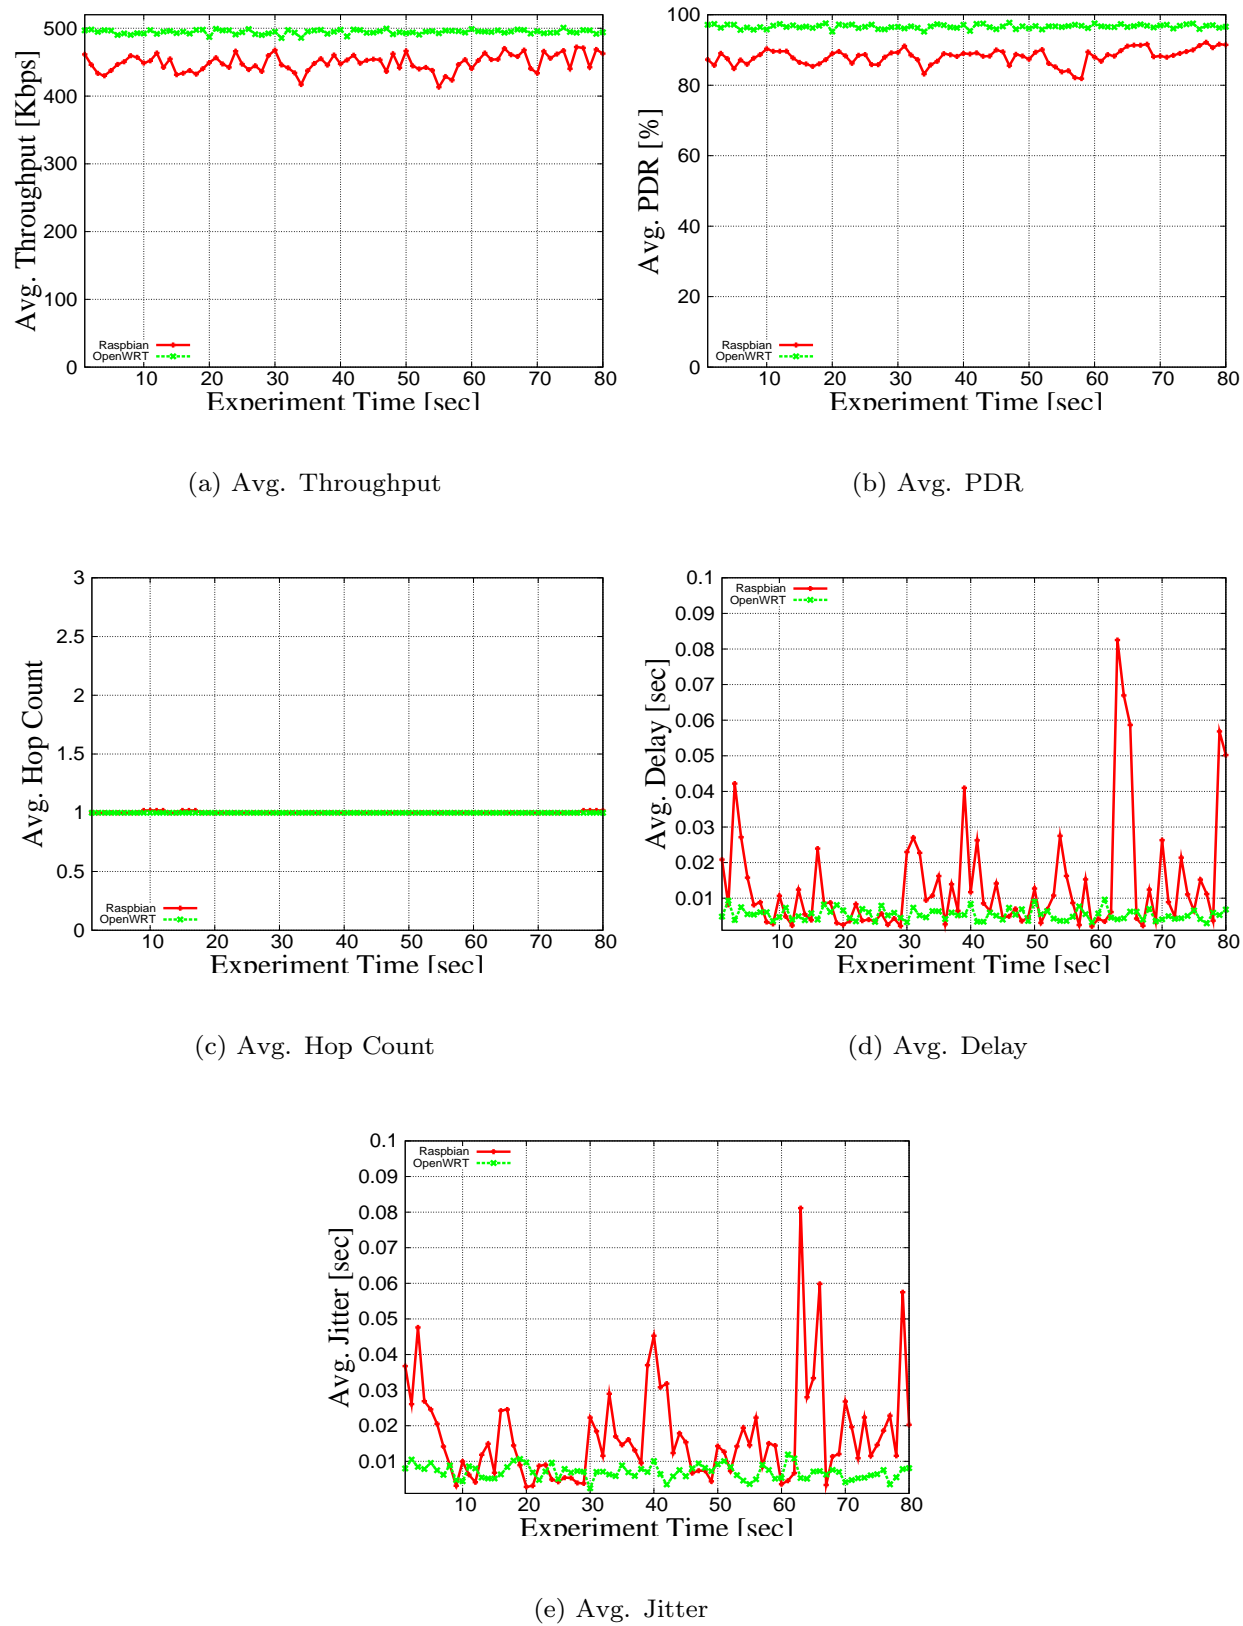 500
400
300
200
100
0
Avg. Throughput [Kbps]
Raspbian
OpenWRT
10 20 30 40 50 60 70 80
Experiment Time [sec]
(a) Avg. Throughput
100
80
60
40
20
0
Avg. PDR [%]
Raspbian
OpenWRT
10 20 30 40 50 60 70 80
Experiment Time [sec]
(b) Avg. PDR
3
2.5
2
1.5
1
0.5
0
Avg. Hop Count
Raspbian
OpenWRT
10 20 30 40 50 60 70 80
Experiment Time [sec]
(c) Avg. Hop Count
0.1
0.09
0.08
0.07
0.06
0.05
0.04
0.03
0.02
0.01
Avg. Delay [sec]
Raspbian
OpenWRT
10 20 30 40 50 60 70 80
Experiment Time [sec]
(d) Avg. Delay
0.1
0.09
0.08
0.07
0.06
0.05
0.04
0.03
0.02
0.01
Avg. Jitter [sec]
Raspbian
OpenWRT
10 20 30 40 50 60 70 80
Experiment Time [sec]
(e) Avg. Jitter